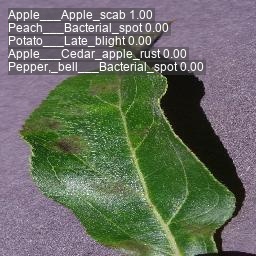 Apple___Apple_scab 1.00
Peach___Bacterial_spot 0.00
Potato___Late_blight 0.00
Apple___Cedar_apple_rust 0.00
Pepper,_bell___Bacterial_spot 0.00